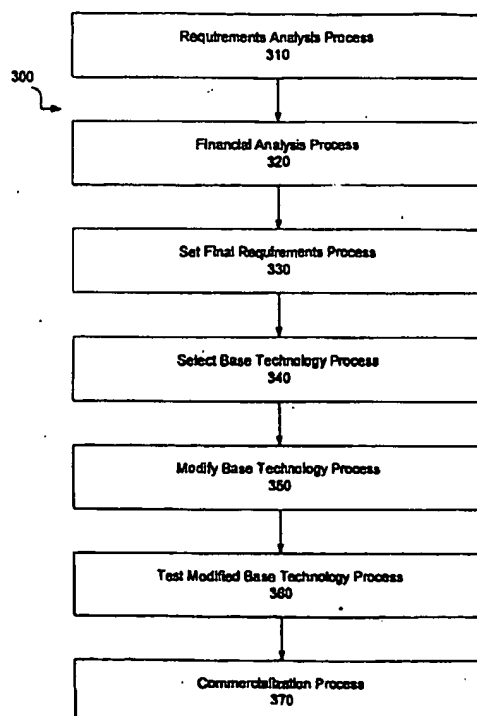 Requirements Analysis Process
310
300
Financial Analysis Process
320
Set Final Requirements Process
330
Select Base Technology Process
340
Modify Base Technology Process
350
Test Modified Base Technology Process
360
Commercialization Process
370